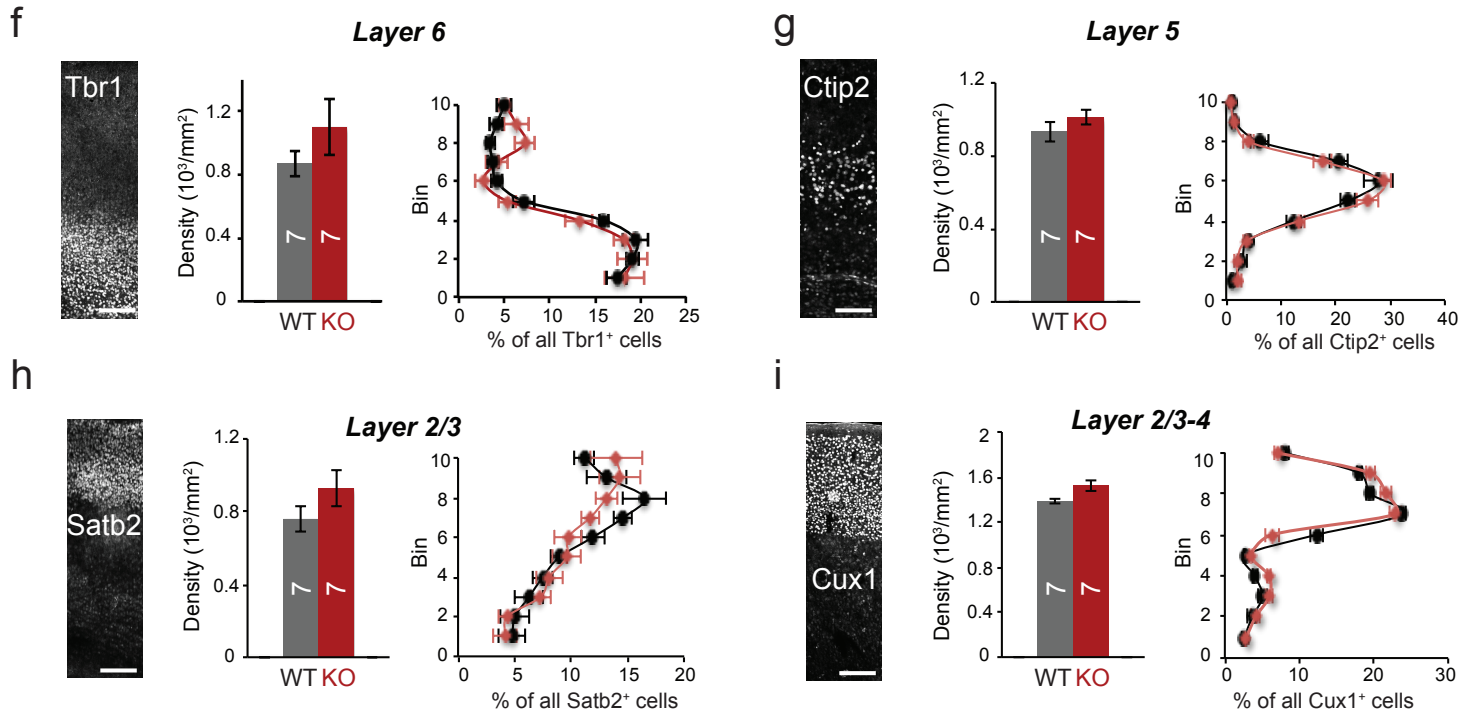 f
Layer 6
Tbr1
Density (10³/mm²)
1.2
0.8
0.4
0
7
7
WT KO
Bin
10
8
6
4
2
0
0 5 10 15 20 25
% of all Tbr1⁺ cells
g
Layer 5
Ctip2
Density (10³/mm²)
1.2
0.9
0.6
0.3
0
7
7
WT KO
Bin
10
8
6
4
2
0
0 10 20 30 40
% of all Ctip2⁺ cells
h
Layer 2/3
Satb2
Density (10³/mm²)
1.2
0.8
0.4
0
7
7
WT KO
Bin
10
8
6
4
2
0
0 5 10 15 20
% of all Satb2⁺ cells
i
Layer 2/3-4
Cux1
Density (10³/mm²)
2
1.6
1.2
0.8
0.4
0
7
7
WT KO
Bin
10
8
6
4
2
0
0 10 20 30
% of all Cux1⁺ cells